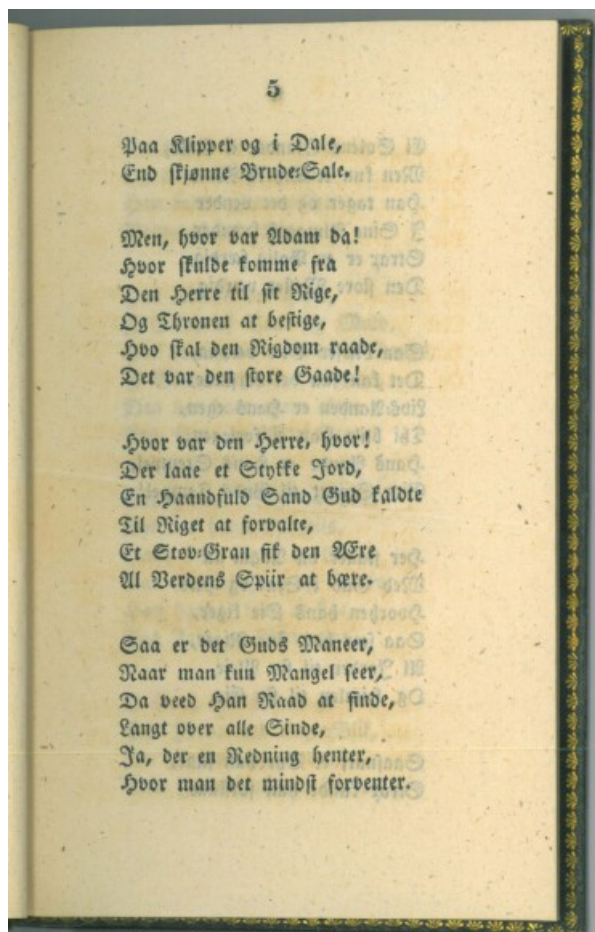 5
Paa Klipper og i Dale,
End skjønne Brude-Sale.
Men, hvor var Adam da!
Hvor skulde komme fra
Den Herre til sit Rige,
Og Thronen at bestige,
Hvo skal den Rigdom raade,
Det var den store Gaade!
Hvor var den Herre, hvor!
Der laae et Stykke Jord,
En Haandfuld Sand Gud kaldte
Til Riget at forvalte,
Et Støv-Gran fik den Ære
Al Verdens Spiir at bære.
Saa er det Guds Maneer,
Naar man kun Mangel seer,
Da veed Han Raad at finde,
Langt over alle Sinde,
Ja, der en Redning henter,
Hvor man det mindst forventer.